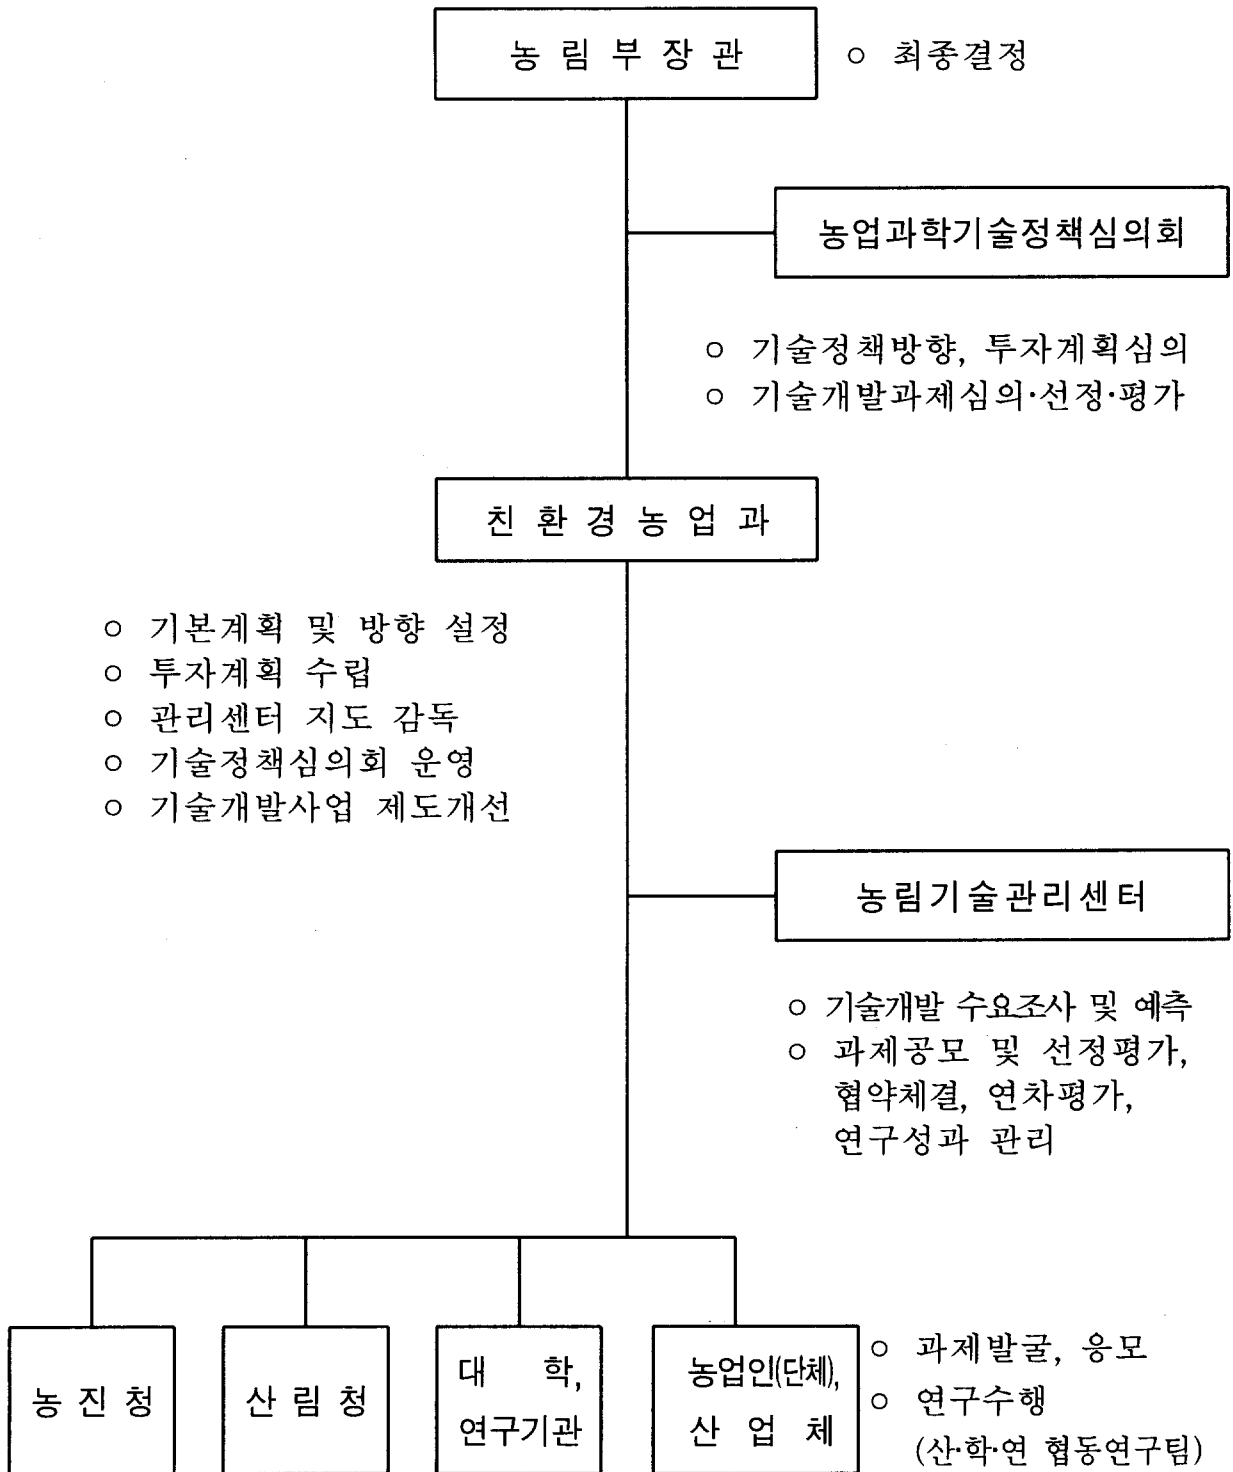 농 림 부 장 관
○ 최종결정
농업과학기술정책심의회
○ 기술정책방향, 투자계획심의
○ 기술개발과제심의·선정·평가
친 환 경 농 업 과
○ 기본계획 및 방향 설정
○ 투자계획 수립
○ 관리센터 지도 감독
○ 기술정책심의회 운영
○ 기술개발사업 제도개선
농림기술관리센터
○ 기술개발 수요조사 및 예측
○ 과제공모 및 선정평가,
협약체결, 연차평가,
연구성과 관리
농 진 청
산 림 청
대 학,
연구기관
농업인(단체),
산 업 체
○ 과제발굴, 응모
○ 연구수행
(산·학·연 협동연구팀)